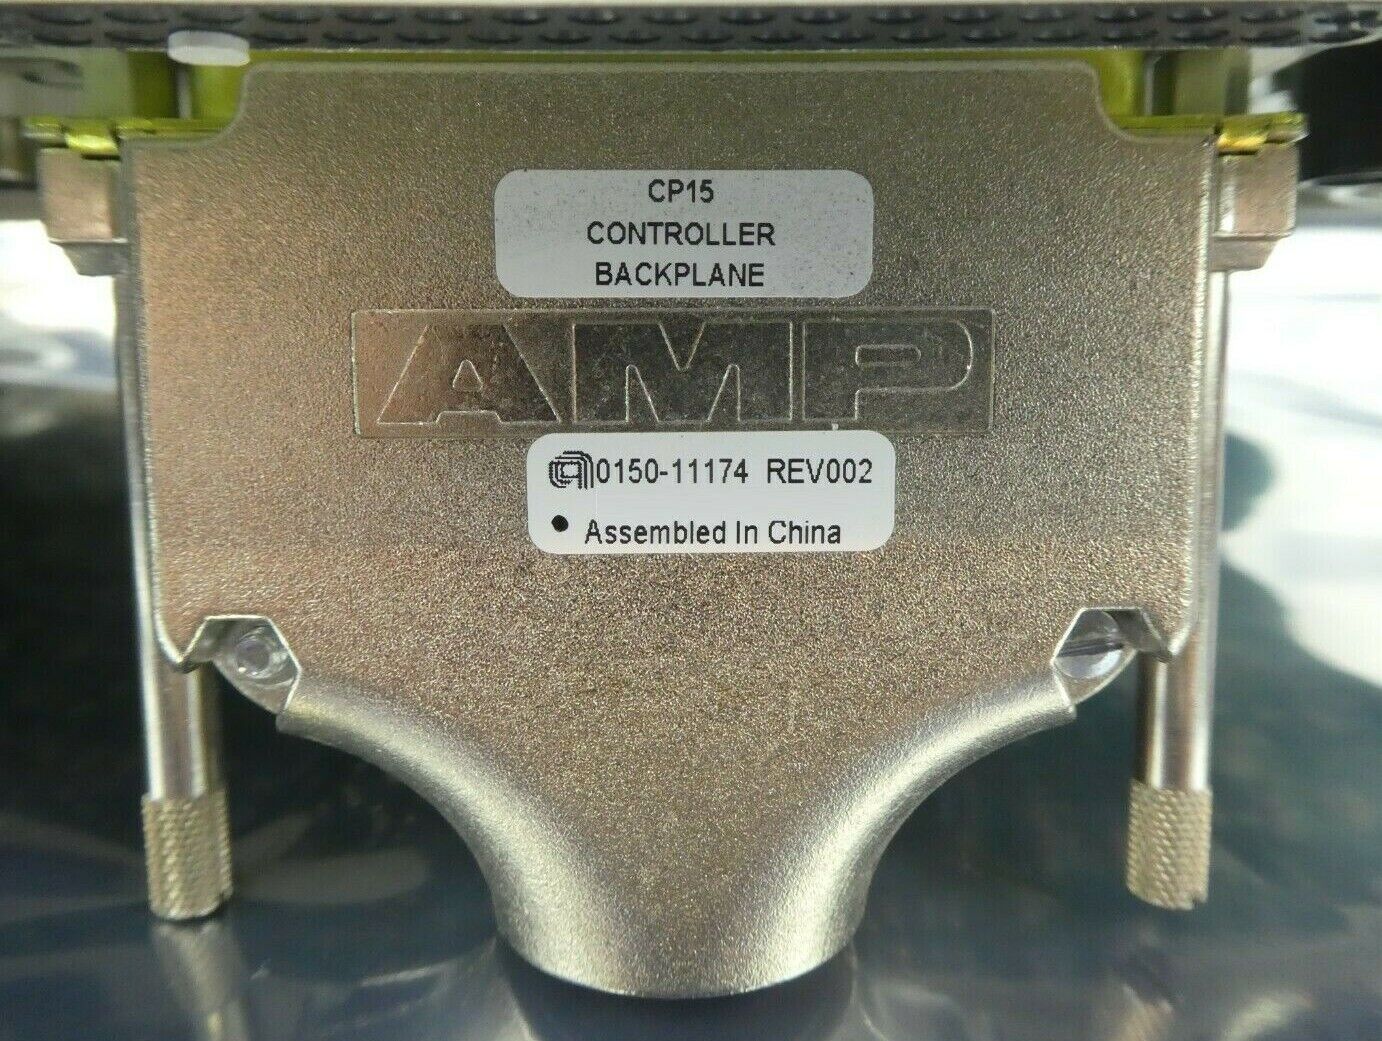 CP15
CONTROLLER
BACKPLANE
AMP
0150-11174 REV002
Assembled In China